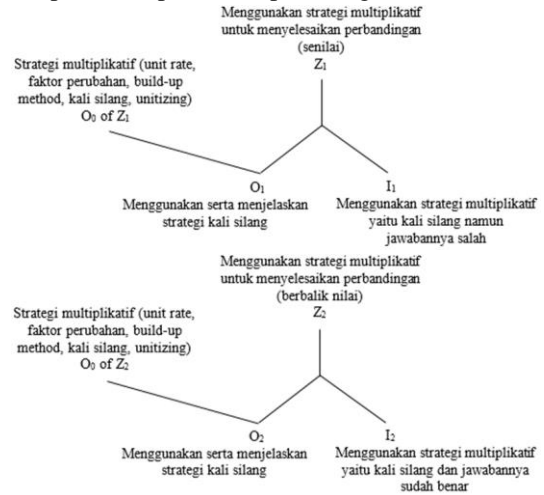 Menggunakan strategi multiplikatif
untuk menyelesaikan perbandingan
(senilai)
Z1
Strategi multiplikatif (unit rate,
faktor perubahan, build-up
method, kali silang, unitizing)
O0 of Z1
O1
Menggunakan serta menjelaskan
strategi kali silang
I1
Menggunakan strategi multiplikatif
yaitu kali silang namun
jawabannya salah
Menggunakan strategi multiplikatif
untuk menyelesaikan perbandingan
(berbalik nilai)
Z2
Strategi multiplikatif (unit rate,
faktor perubahan, build-up
method, kali silang, unitizing)
O0 of Z2
O2
Menggunakan serta menjelaskan
strategi kali silang
I2
Menggunakan strategi multiplikatif
yaitu kali silang dan jawabannya
sudah benar